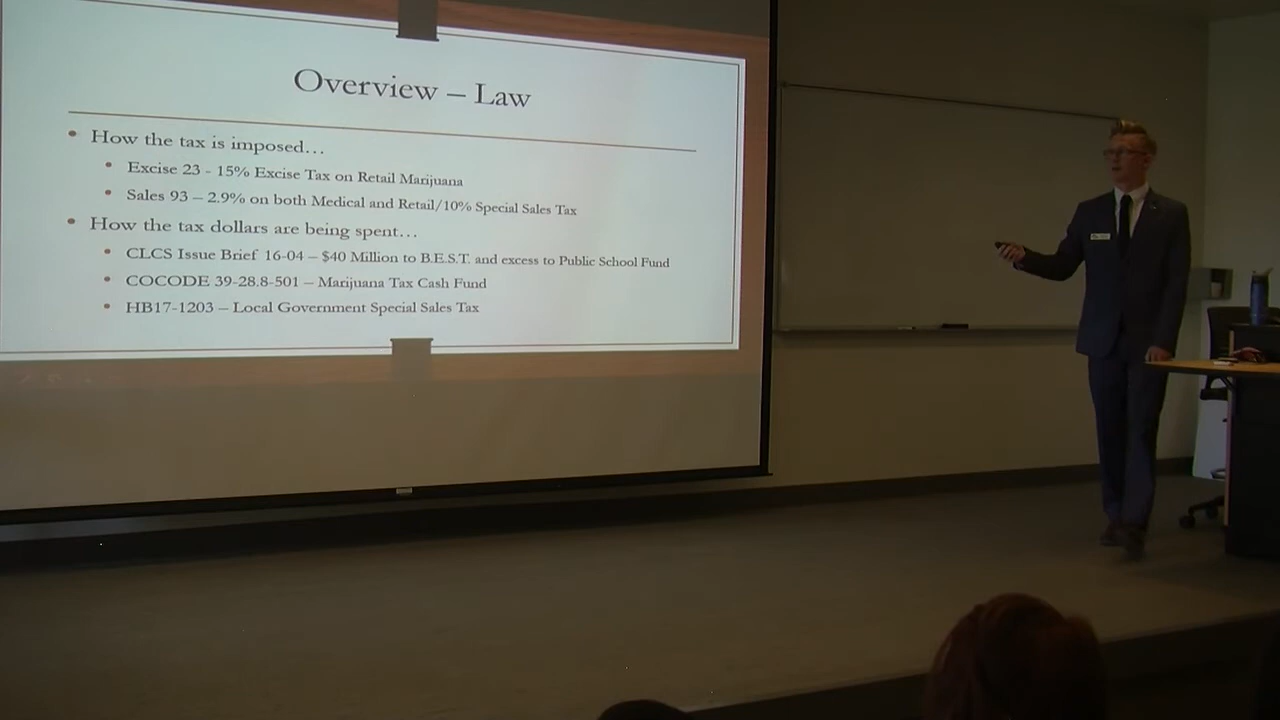 Overview – Law
How the tax is imposed…
Excise 23 - 15% Excise Tax on Retail Marijuana
Sales 93 – 2.9% on both Medical and Retail/10% Special Sales Tax
How the tax dollars are being spent…
CLCS Issue Brief 16-04 – $40 Million to B.E.S.T. and excess to Public School Fund
COCODE 39-28.8-501 – Marijuana Tax Cash Fund
HB17-1203 – Local Government Special Sales Tax